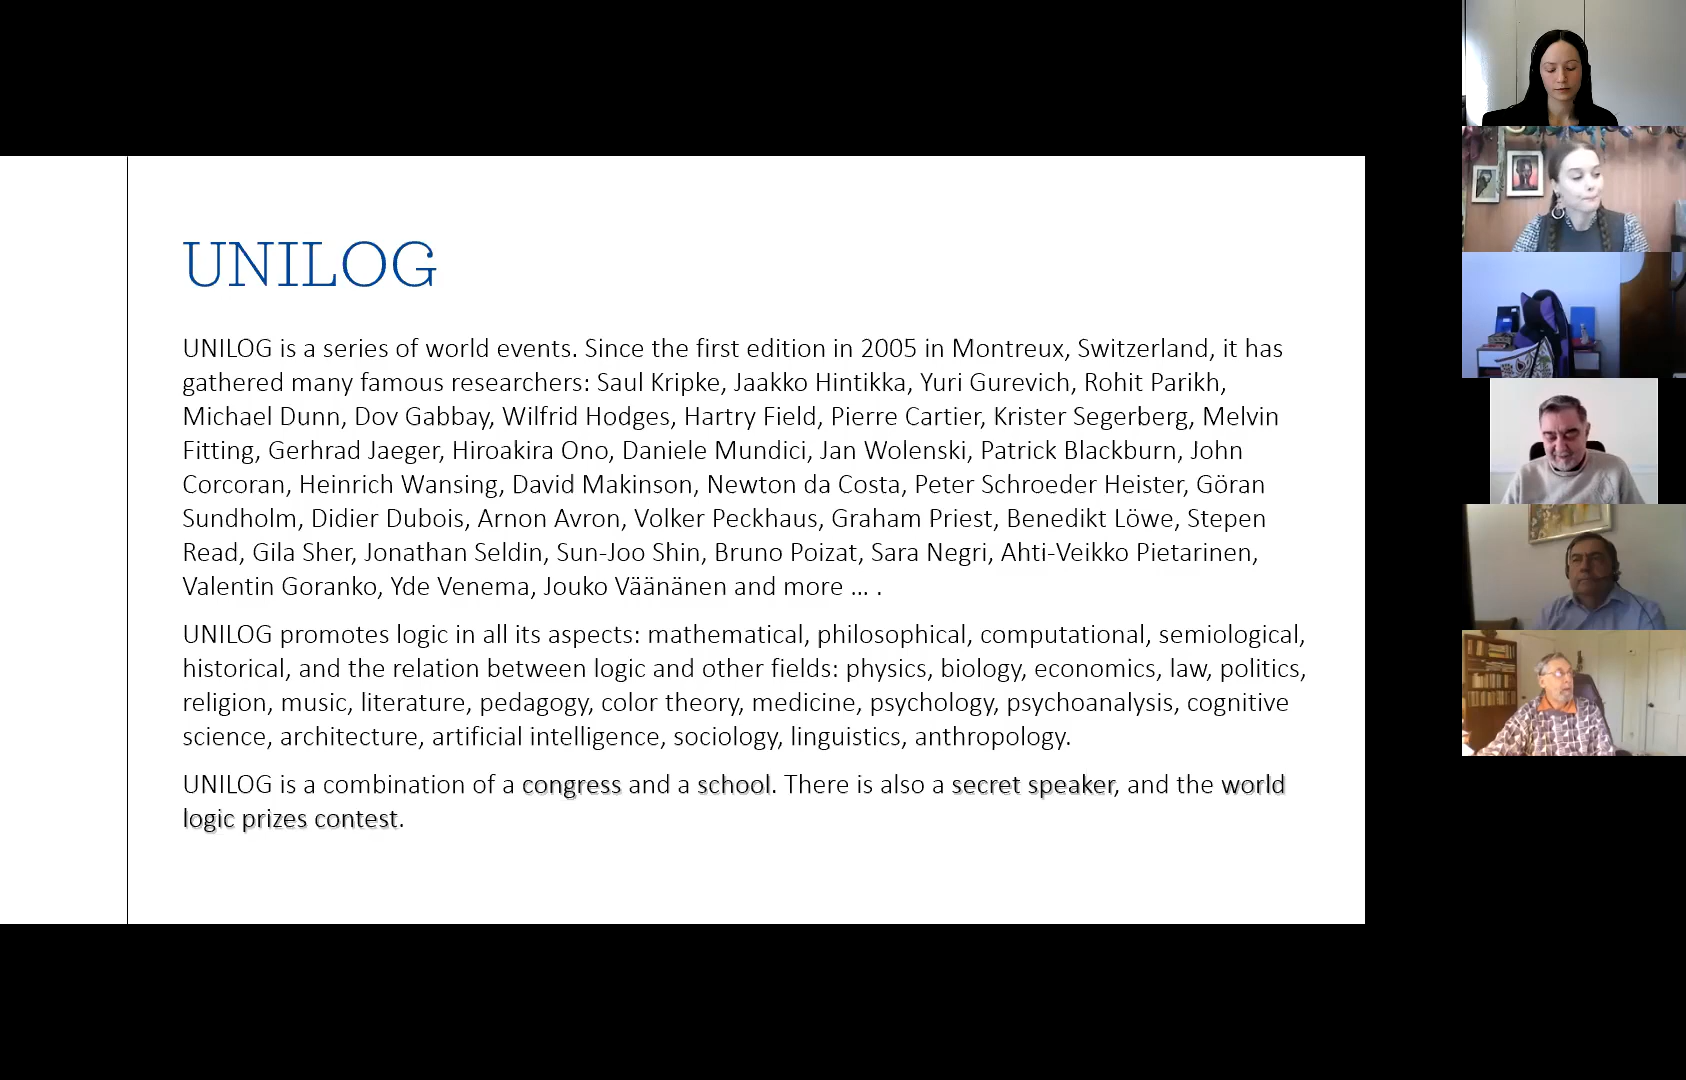 UNILOG
UNILOG is a series of world events. Since the first edition in 2005 in Montreux, Switzerland, it has
gathered many famous researchers: Saul Kripke, Jaakko Hintikka, Yuri Gurevich, Rohit Parikh,
Michael Dunn, Dov Gabbay, Wilfrid Hodges, Hartry Field, Pierre Cartier, Krister Segerberg, Melvin
Fitting, Gerhrad Jaeger, Hiroakira Ono, Daniele Mundici, Jan Wolenski, Patrick Blackburn, John
Corcoran, Heinrich Wansing, David Makinson, Newton da Costa, Peter Schroeder Heister, Göran
Sundholm, Didier Dubois, Arnon Avron, Volker Peckhaus, Graham Priest, Benedikt Löwe, Stepen
Read, Gila Sher, Jonathan Seldin, Sun-Joo Shin, Bruno Poizat, Sara Negri, Ahti-Veikko Pietarinen,
Valentin Goranko, Yde Venema, Jouko Väänänen and more … .
UNILOG promotes logic in all its aspects: mathematical, philosophical, computational, semiological,
historical, and the relation between logic and other fields: physics, biology, economics, law, politics,
religion, music, literature, pedagogy, color theory, medicine, psychology, psychoanalysis, cognitive
science, architecture, artificial intelligence, sociology, linguistics, anthropology.
UNILOG is a combination of a congress and a school. There is also a secret speaker, and the world
logic prizes contest.